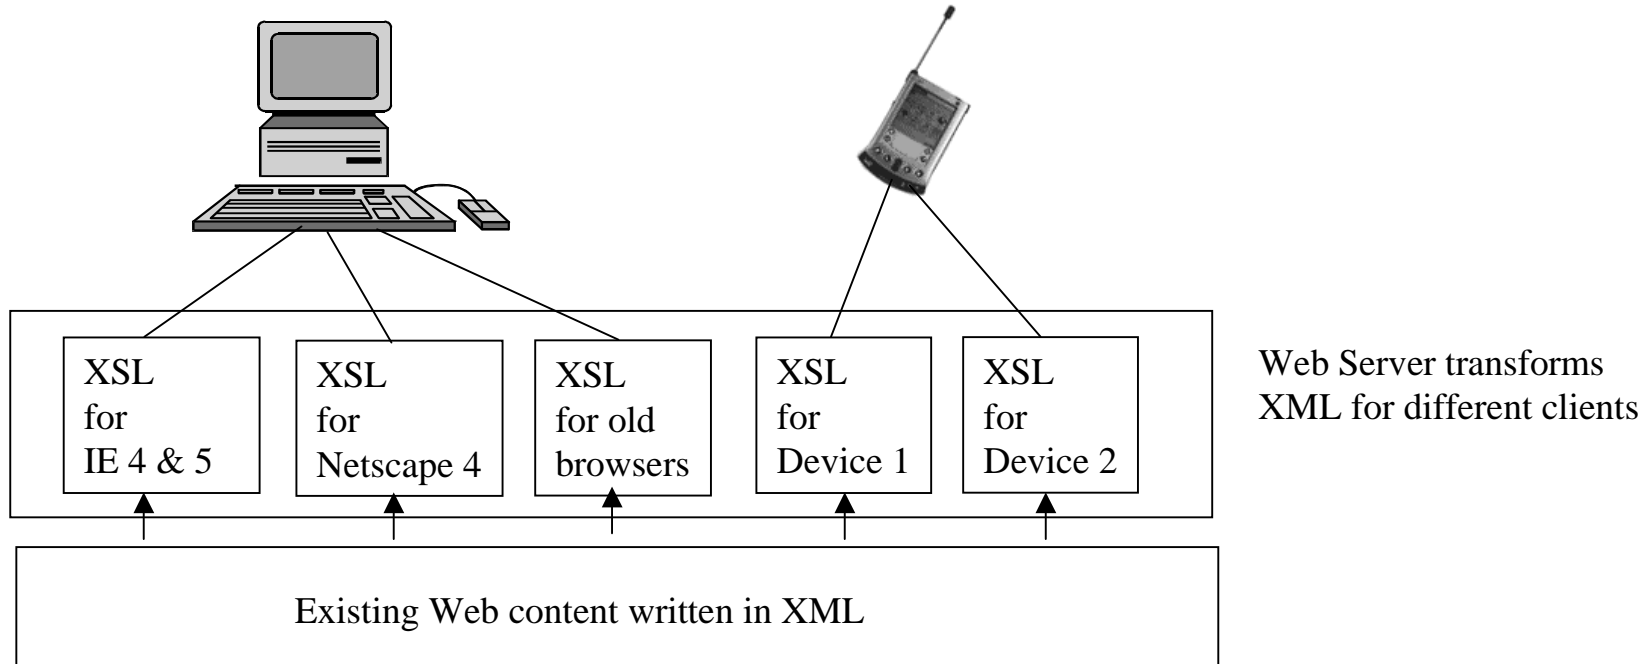 XSL
for
IE 4 & 5
XSL
for
Netscape 4
XSL
for old
browsers
XSL
for
Device 1
XSL
for
Device 2
Web Server transforms
XML for different clients
Existing Web content written in XML